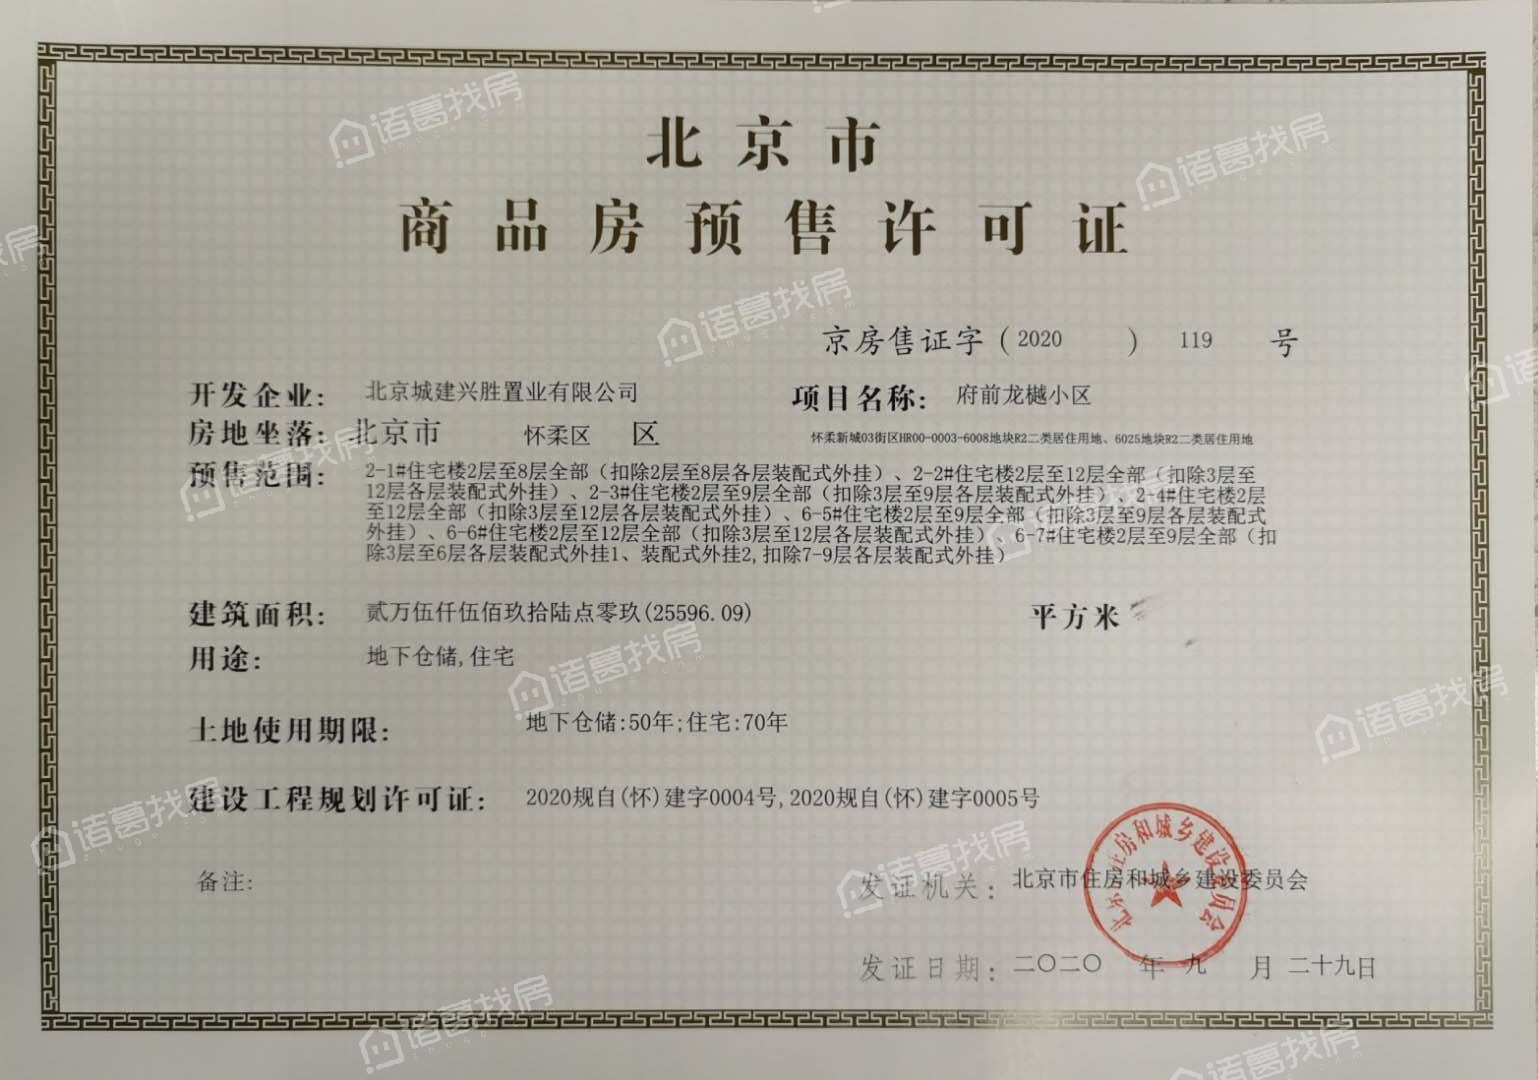 北京市
商品房预售许可证
京房售证字（2020）119号
开发企业: 北京城建兴胜置业有限公司 项目名称: 府前龙樾小区
房地坐落: 北京市 怀柔区 区 怀柔新城03街区HR00-0003-6008地块R2二类居住用地、6025地块R2二类居住用地
预售范围: 2-1#住宅楼2层至8层全部（扣除2层至8层各层装配式外挂）、2-2#住宅楼2层至12层全部（扣除3层至
12层各层装配式外挂）、2-3#住宅楼2层至9层全部（扣除3层至9层各层装配式外挂）、2-4#住宅楼2层
至12层全部（扣除3层至12层各层装配式外挂）、6-5#住宅楼2层至9层全部（扣除3层至9层各层装配式
外挂）、6-6#住宅楼2层至12层全部（扣除3层至12层各层装配式外挂）、6-7#住宅楼2层至9层全部（扣
除3层至6层各层装配式外挂1、装配式外挂2,扣除7-9层各层装配式外挂）
建筑面积: 贰万伍仟伍佰玖拾陆点零玖(25596.09) 平方米
用途: 地下仓储,住宅
土地使用期限: 地下仓储:50年;住宅:70年
建设工程规划许可证: 2020规自(怀)建字0004号,2020规自(怀)建字0005号
备注:
发证机关: 北京市住房和城乡建设委员会
发证日期: 二〇二〇年九月二十九日
北京市住房和城乡建设委员会
诸葛找房
zhuge.com